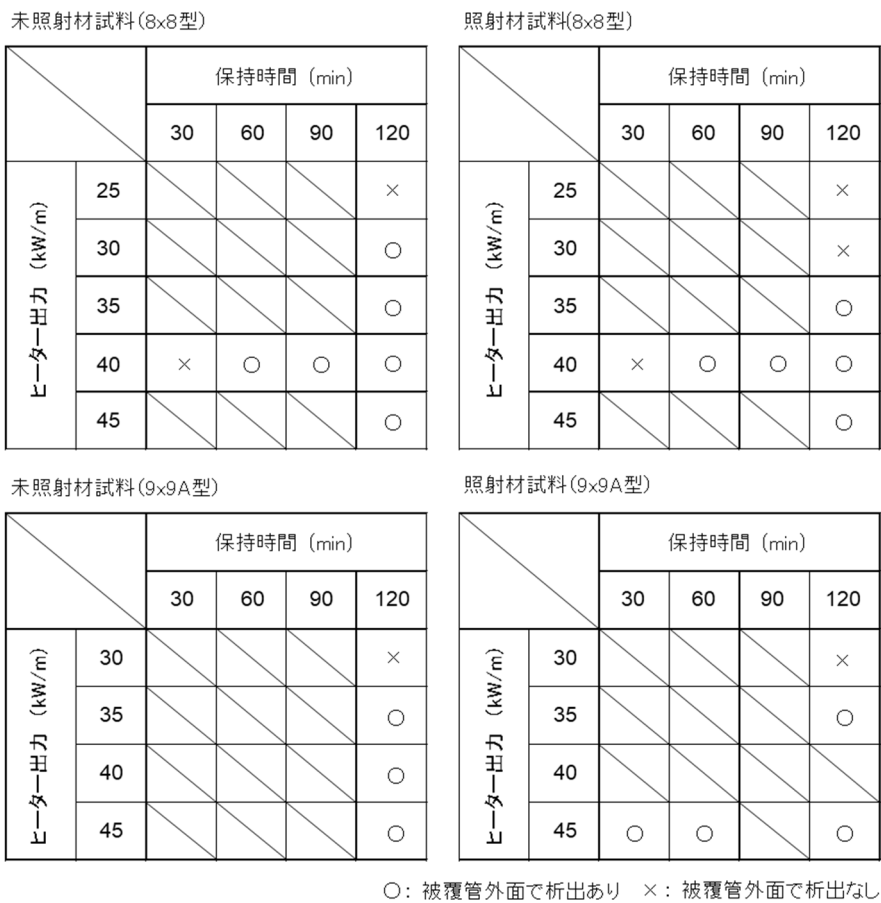 未照射材試料(8x8型)
保持時間 (min)
30 60 90 120
ヒーター出力 (kW/m)
25 ×
30 ○
35 ○
40 × ○ ○ ○
45 ○
照射材試料(8x8型)
保持時間 (min)
30 60 90 120
ヒーター出力 (kW/m)
25 ×
30 ×
35 ○
40 × ○ ○ ○
45 ○
未照射材試料(9x9A型)
保持時間 (min)
30 60 90 120
ヒーター出力 (kW/m)
30 ×
35 ○
40 ○
45 ○
照射材試料(9x9A型)
保持時間 (min)
30 60 90 120
ヒーター出力 (kW/m)
30 ×
35 ○
40
45 ○ ○ ○
○: 被覆管外面で析出あり ×: 被覆管外面で析出なし